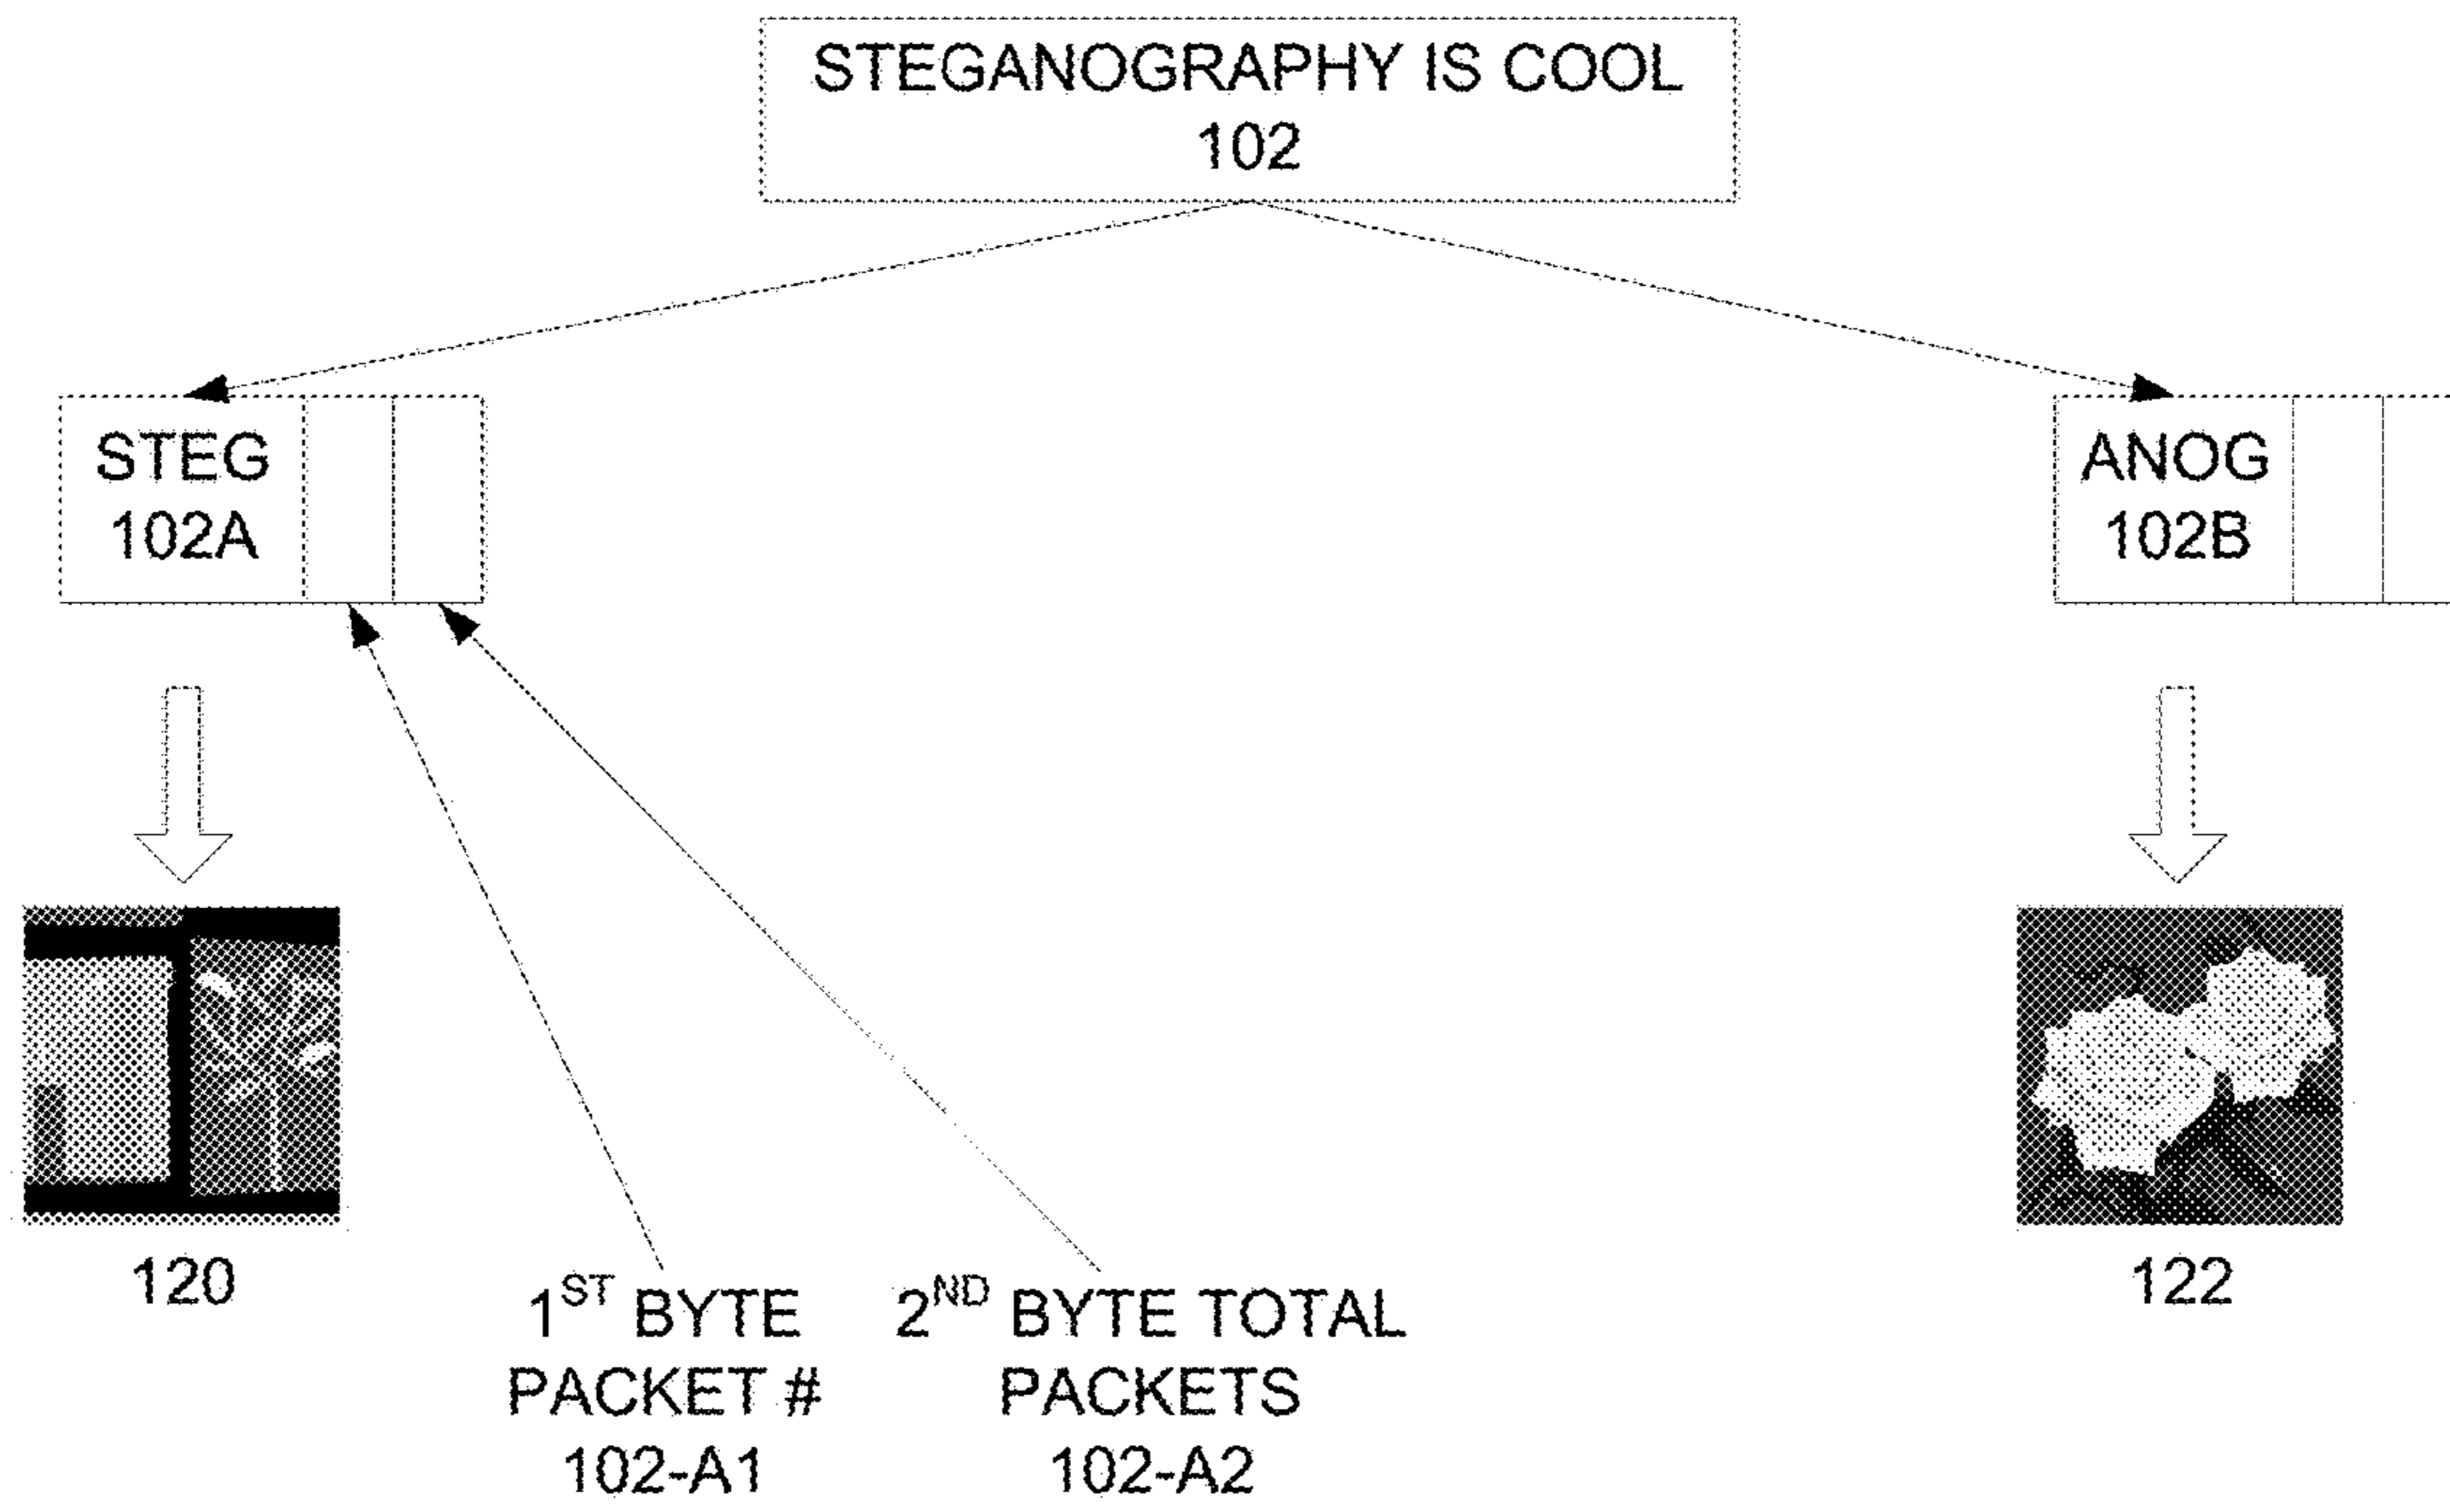 STEGANOGRAPHY IS COOL
102
STEG
102A
ANOG
102B
120
1ST BYTE
PACKET #
102-A1
2ND BYTE TOTAL
PACKETS
102-A2
122